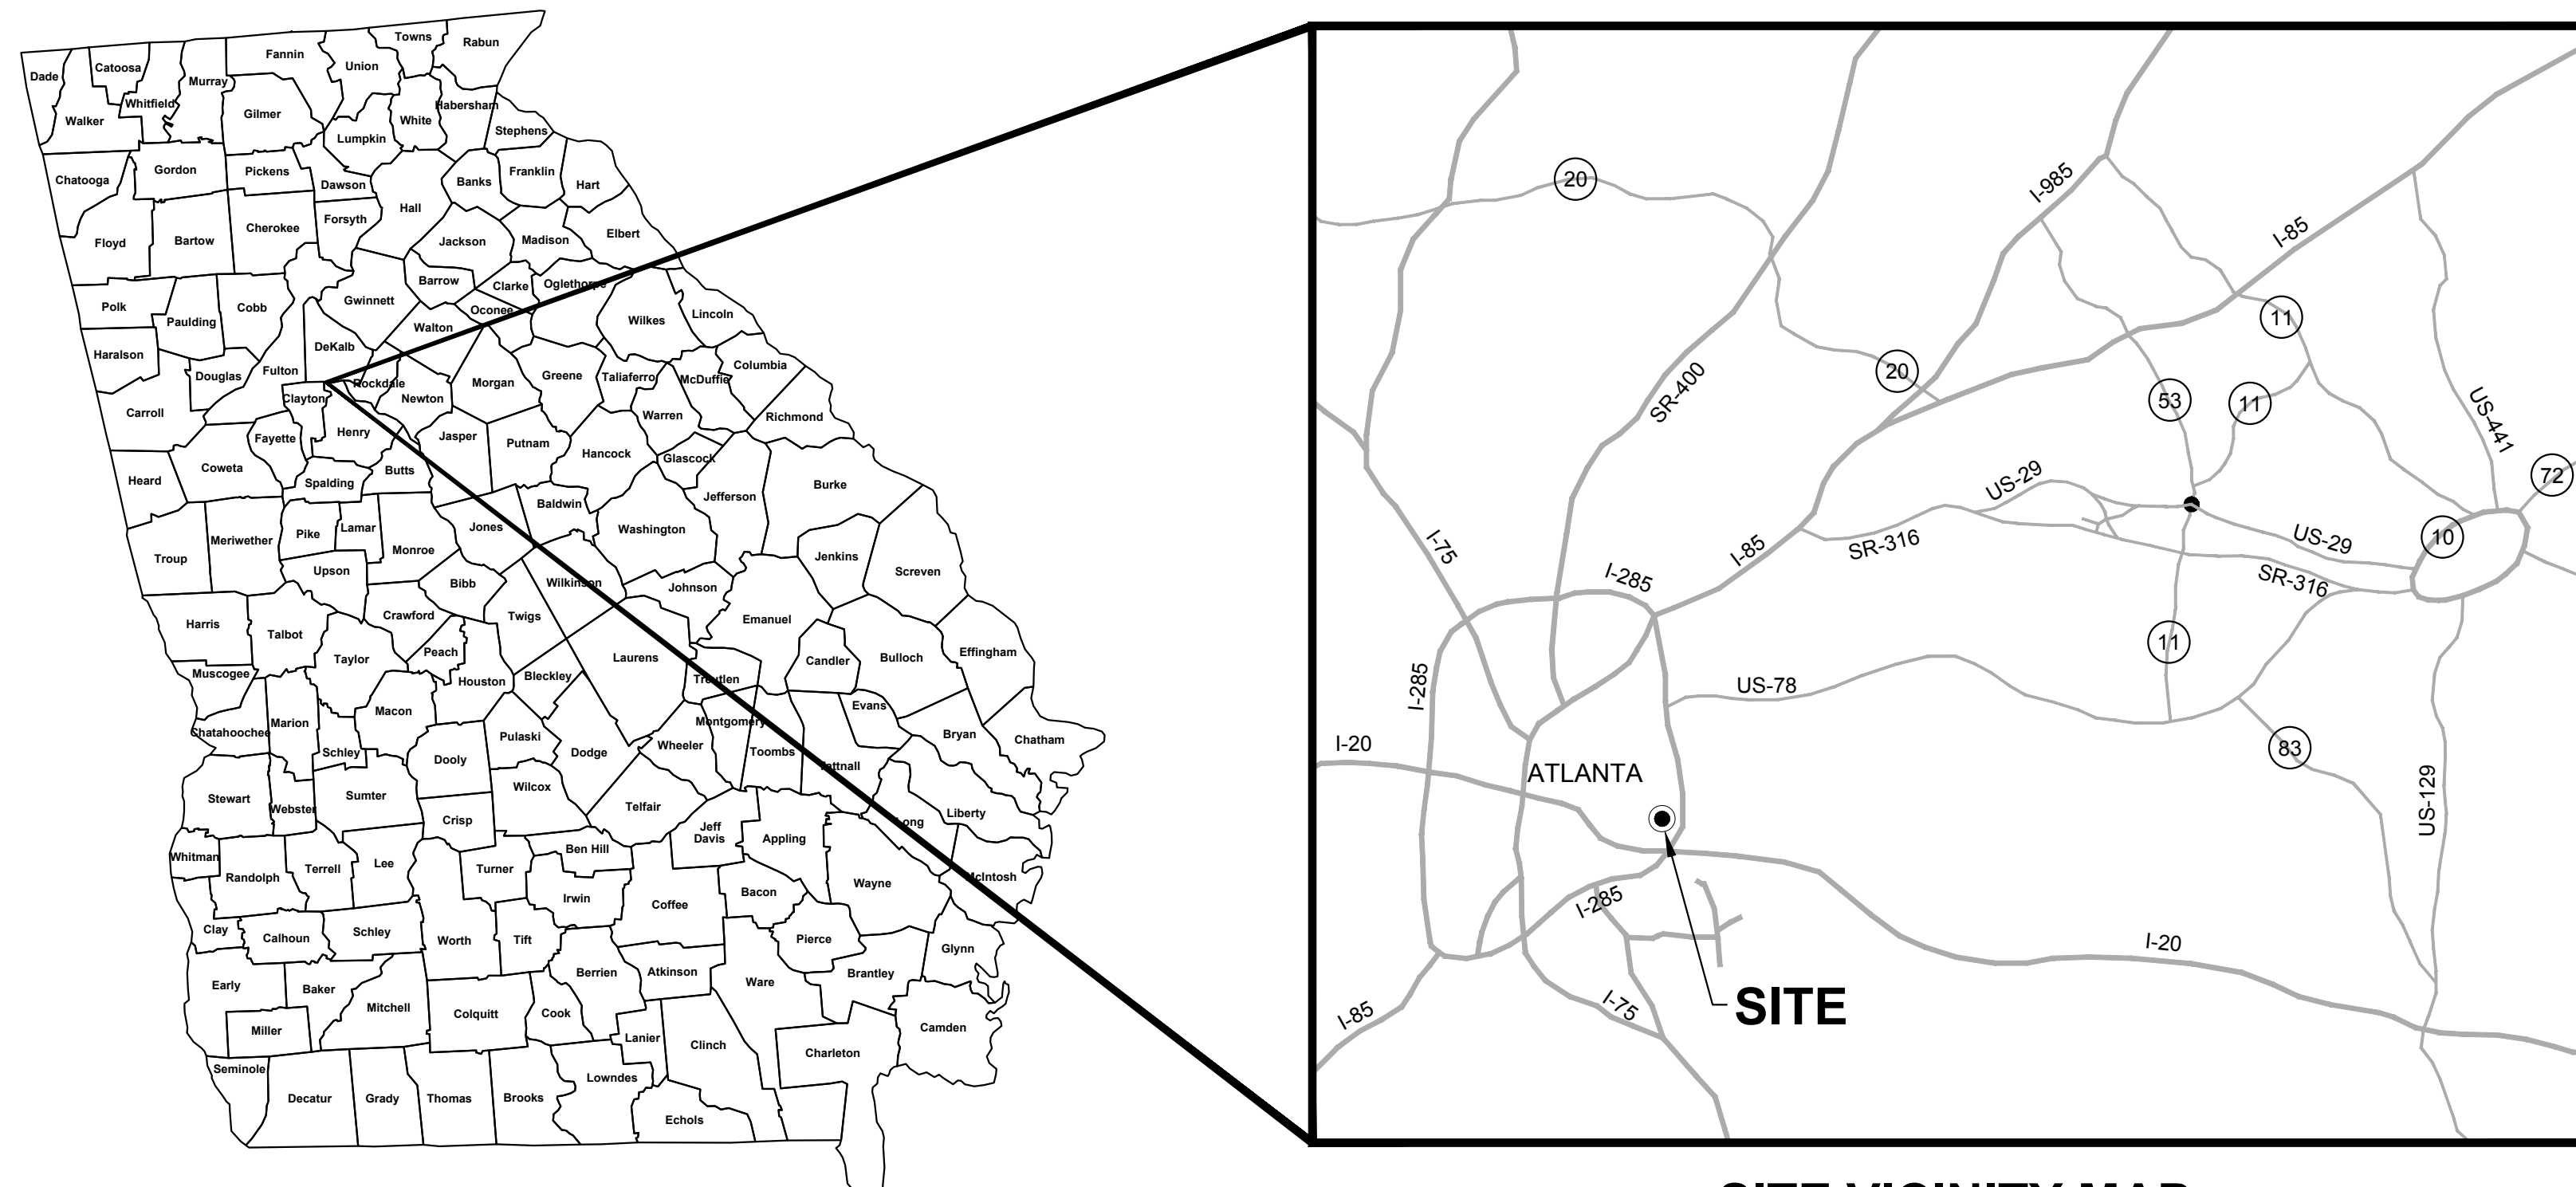 Towns
Rabun
Fannin
Union
Catoosa
Dade
Murray
Whitfield
Habersham
Gilmer
White
Walker
Stephens
Lumpkin
Gordon
Pickens
Franklin
Chatooga
Banks
Dawson
Hart
Hall
Forsyth
Cherokee
Elbert
Floyd
Bartow
Jackson
Madison
Barrow
Clarke
Oglethorpe
Gwinnett
Polk
Cobb
Oconee
Lincoln
Paulding
Wilkes
Walton
DeKalb
Haralson
Columbia
Fulton
Douglas
Greene
Taliaferro
McDuffie
Rockdale
Morgan
Clayton
Newton
Carroll
Warren
Richmond
Henry
Fayette
Jasper
Putnam
Hancock
Glascock
Coweta
Butts
Heard
Spalding
Burke
Jefferson
Baldwin
Jones
Lamar
Washington
Pike
Meriwether
Monroe
Troup
Jenkins
Upson
Screven
Bibb
Wilkinson
Johnson
Crawford
Twigs
Emanuel
Harris
Talbot
Peach
Effingham
Taylor
Laurens
Candler
Bulloch
Muscogee
Bleckley
Treutlen
Houston
Evans
Macon
Marion
Montgomery
Chatahoochee
Bryan
Pulaski
Chatham
Wheeler
Schley
Dodge
Toombs
Dooly
Tattnall
Wilcox
Sumter
Stewart
Telfair
Webster
Liberty
Crisp
Long
Jeff
Davis
Appling
Ben Hill
Whitman
Lee
Terrell
Turner
Randolph
McIntosh
Wayne
Bacon
Irwin
Coffee
Clay
Schley
Calhoun
Worth
Tift
Pierce
Glynn
Berrien
Atkinson
Brantley
Ware
Early
Baker
Mitchell
Colquitt
Cook
Camden
Miller
Lanier
Clinch
Charleton
Seminole
Lowndes
Decatur
Grady
Thomas
Brooks
Echols
20
I-985
I-85
11
20
SR-400
53
11
US-441
72
US-29
I-75
I-85
SR-316
US-29
10
I-285
SR-316
11
I-285
US-78
I-20
83
ATLANTA
US-129
I-285
I-20
I-85
I-75
SITE
SITE VICINITY MAP